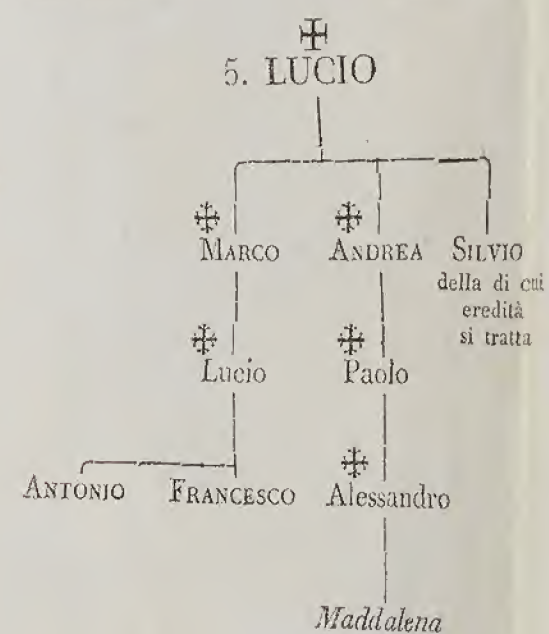 5. LUCIO
MARCO ANDREA SILVIO
della di cui
eredità
si tratta
Lucio Paolo
ANTONIO FRANCESCO Alessandro
Maddalena